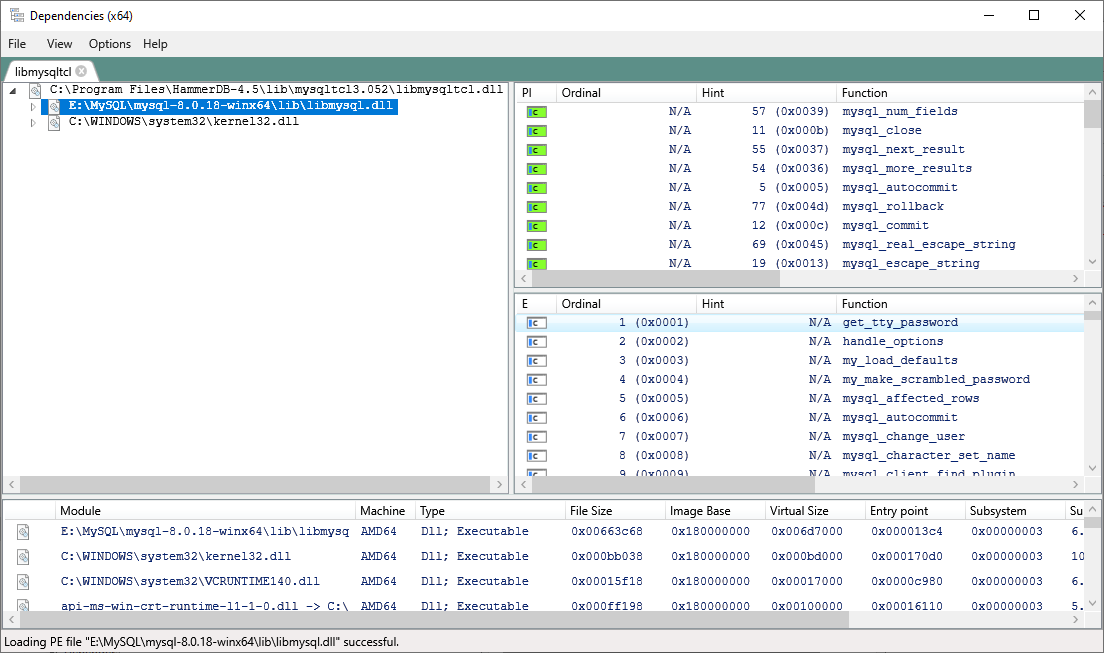 Dependencies (x64)
File View Options Help
libmysqltcl
C:\Program Files\HammerDB-4.5\lib\mysqltcl3.052\libmysqltcl.dll
E:\MySQL\mysql-8.0.18-winx64\lib\libmysql.dll
C:\WINDOWS\system32\kernel32.dll
PI Ordinal Hint Function
C N/A 57 (0x0039) mysql_num_fields
C N/A 11 (0x000b) mysql_close
C N/A 55 (0x0037) mysql_next_result
C N/A 54 (0x0036) mysql_more_results
C N/A 5 (0x0005) mysql_autocommit
C N/A 77 (0x004d) mysql_rollback
C N/A 12 (0x000c) mysql_commit
C N/A 69 (0x0045) mysql_real_escape_string
C N/A 19 (0x0013) mysql_escape_string
E Ordinal Hint Function
C 1 (0x0001) N/A get_tty_password
C 2 (0x0002) N/A handle_options
C 3 (0x0003) N/A my_load_defaults
C 4 (0x0004) N/A my_make_scrambled_password
C 5 (0x0005) N/A mysql_affected_rows
C 6 (0x0006) N/A mysql_autocommit
C 7 (0x0007) N/A mysql_change_user
C 8 (0x0008) N/A mysql_character_set_name
C 9 (0x0009) N/A mysql_client_find_plugin
Module Machine Type File Size Image Base Virtual Size Entry point Subsystem Su
E:\MySQL\mysql-8.0.18-winx64\lib\libmysq AMD64 Dll; Executable 0x00663c68 0x180000000 0x006d7000 0x000013c4 0x00000003 6.
C:\WINDOWS\system32\kernel32.dll AMD64 Dll; Executable 0x000bb038 0x180000000 0x000bd000 0x000170d0 0x00000003 10
C:\WINDOWS\system32\VCRUNTIME140.dll AMD64 Dll; Executable 0x00015f18 0x180000000 0x00017000 0x0000c980 0x00000003 6.
api-ms-win-crt-runtime-l1-1-0.dll -> C:\ AMD64 Dll; Executable 0x000ff198 0x180000000 0x00100000 0x00016110 0x00000003 5.
Loading PE file "E:\MySQL\mysql-8.0.18-winx64\lib\libmysql.dll" successful.